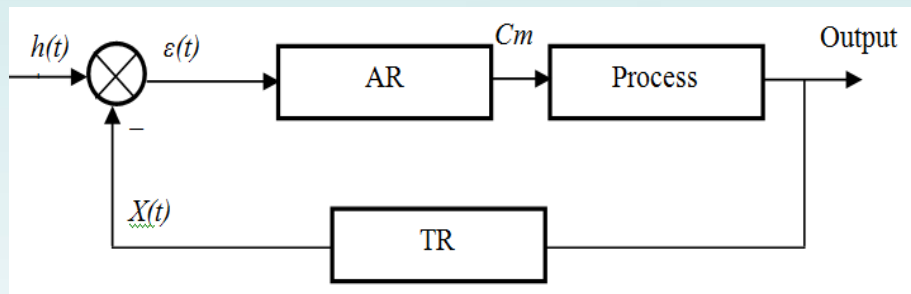 h(t)
ε(t)
Cm
Output
AR
Process
–
X(t)
TR